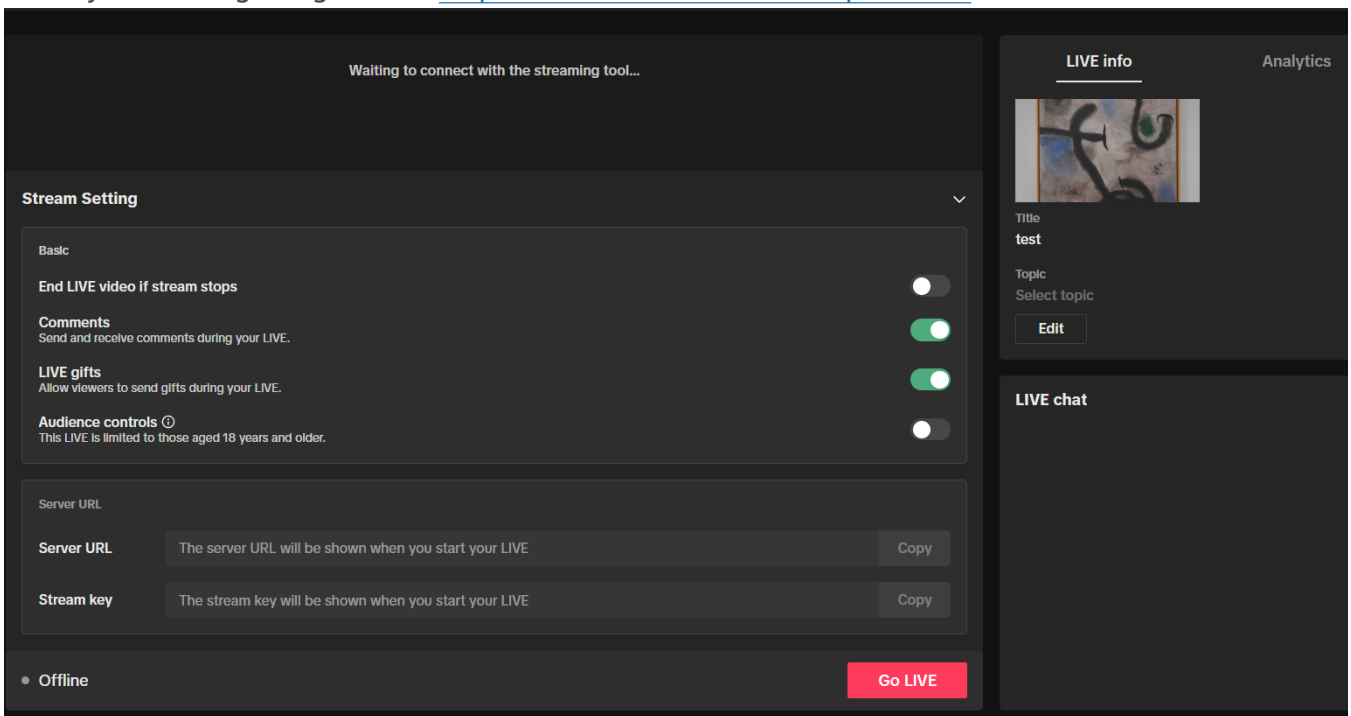 Waiting to connect with the streaming tool...
LIVE info
Analytics
Stream Setting
Title
test
Basic
Topic
End LIVE video if stream stops
Select topic
Comments
Send and receive comments during your LIVE.
Edit
LIVE gifts
Allow viewers to send gifts during your LIVE.
LIVE chat
Audience controls
This LIVE is limited to those aged 18 years and older.
Server URL
Server URL
The server URL will be shown when you start your LIVE
Copy
Stream key
The stream key will be shown when you start your LIVE
Copy
Offline
Go LIVE